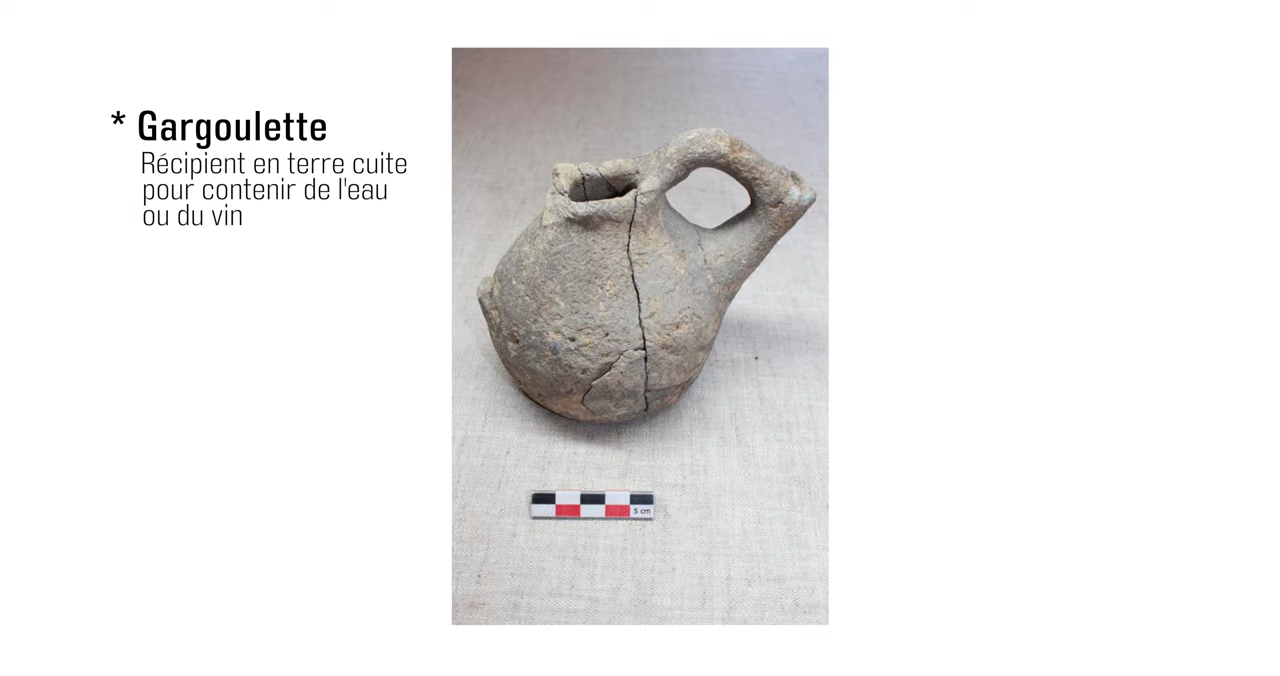 * Gargoulette
Récipient en terre cuite
pour contenir de l'eau
ou du vin
5 cm